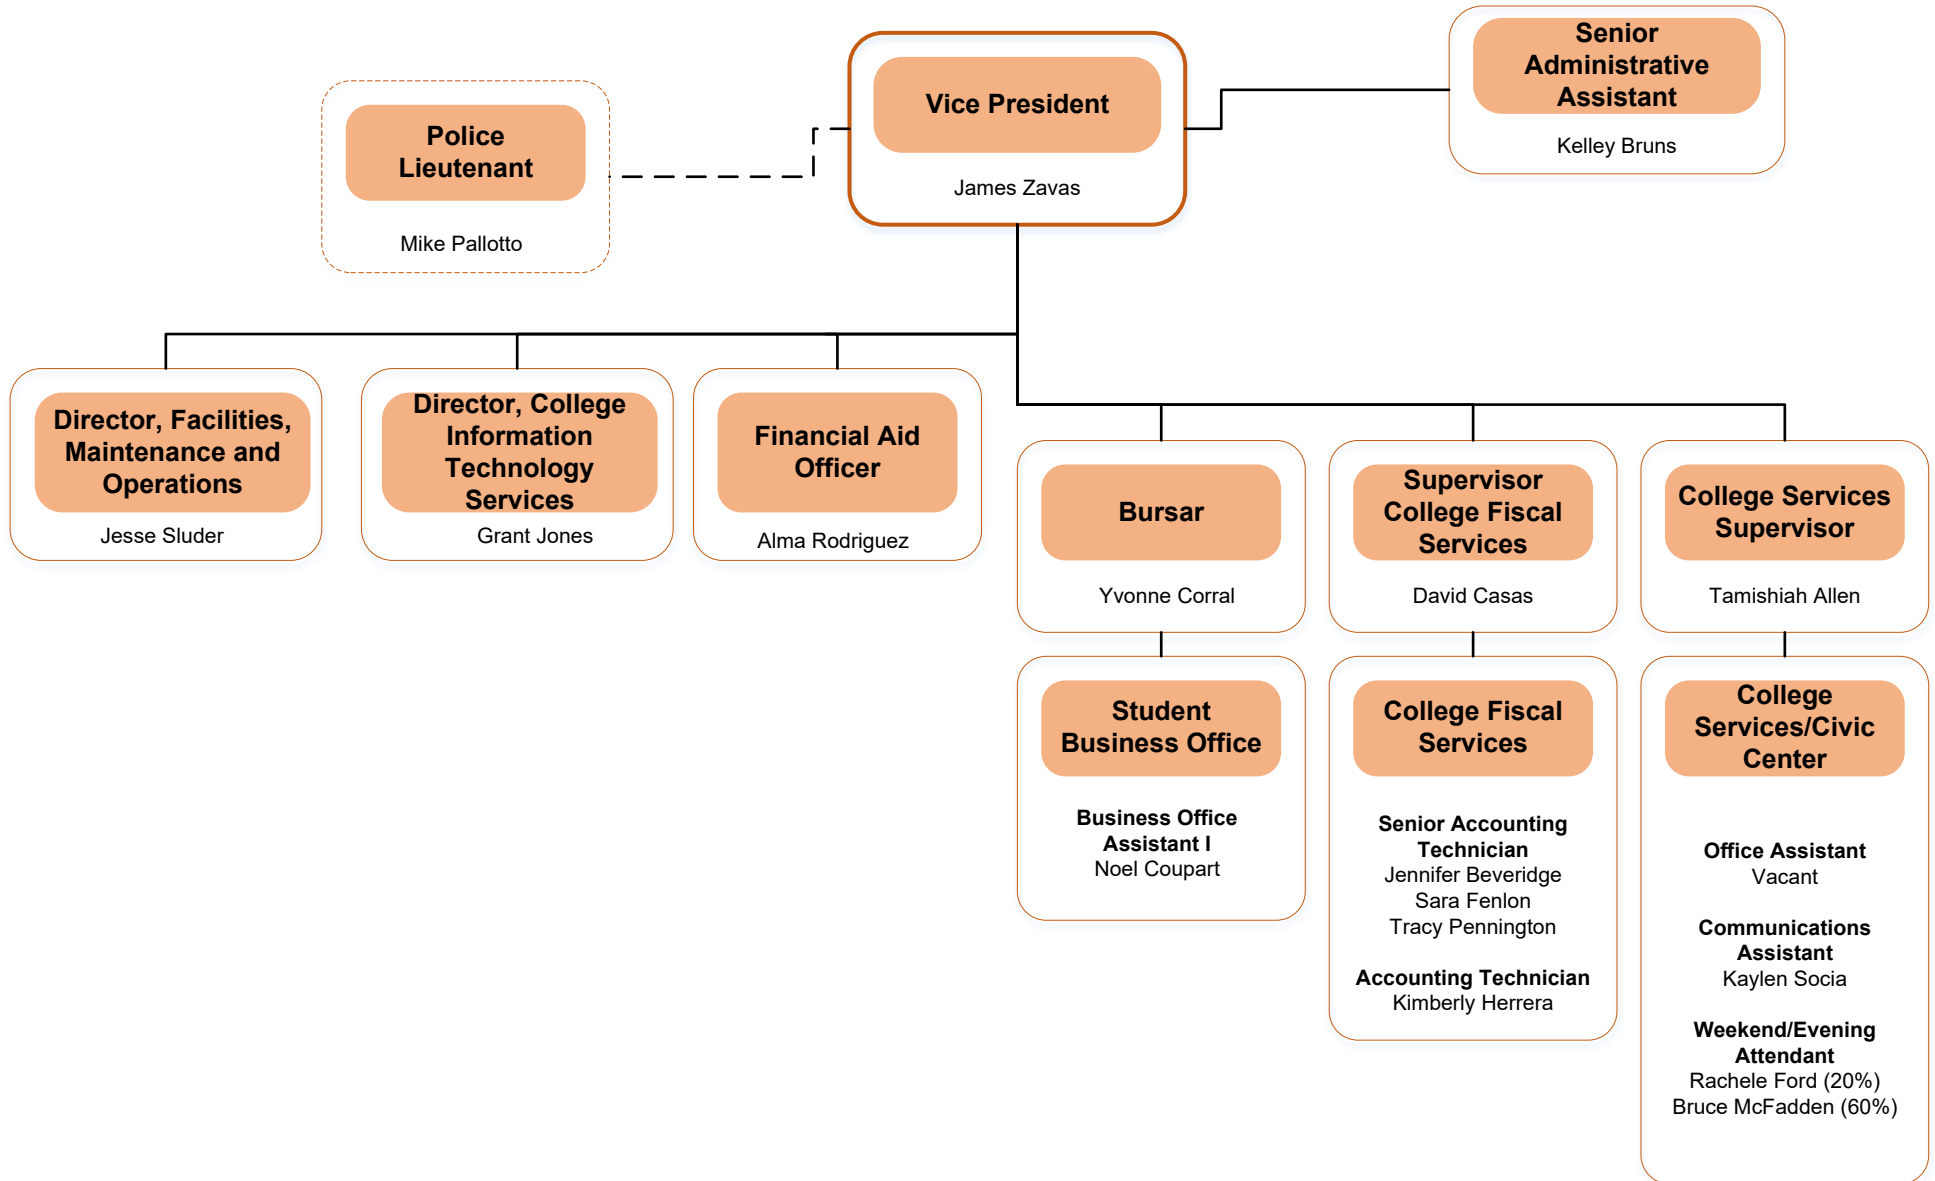 Senior
Administrative
Assistant
Kelley Bruns
Vice President
James Zavas
Police
Lieutenant
Mike Pallotto
Director, Facilities,
Maintenance and
Operations
Jesse Sluder
Director, College
Information
Technology
Services
Grant Jones
Financial Aid
Officer
Alma Rodriguez
Bursar
Yvonne Corral
Supervisor
College Fiscal
Services
David Casas
College Services
Supervisor
Tamishiah Allen
Student
Business Office
Business Office
Assistant I
Noel Coupart
College Fiscal
Services
Senior Accounting
Technician
Jennifer Beveridge
Sara Fenlon
Tracy Pennington
Accounting Technician
Kimberly Herrera
College
Services/Civic
Center
Office Assistant
Vacant
Communications
Assistant
Kaylen Socia
Weekend/Evening
Attendant
Rachele Ford (20%)
Bruce McFadden (60%)